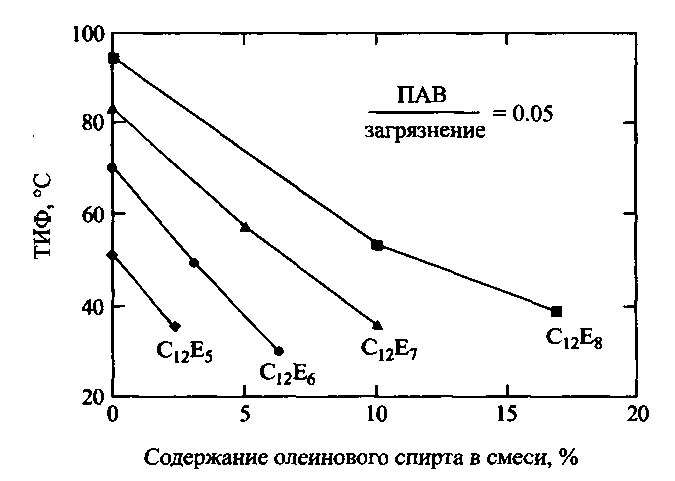 100
80
60
40
20
ТИФ, °C
ПАВ
загрязнение
= 0.05
C₁₂E₅
C₁₂E₆
C₁₂E₇
C₁₂E₈
0 5 10 15 20
Содержание олеинового спирта в смеси, %